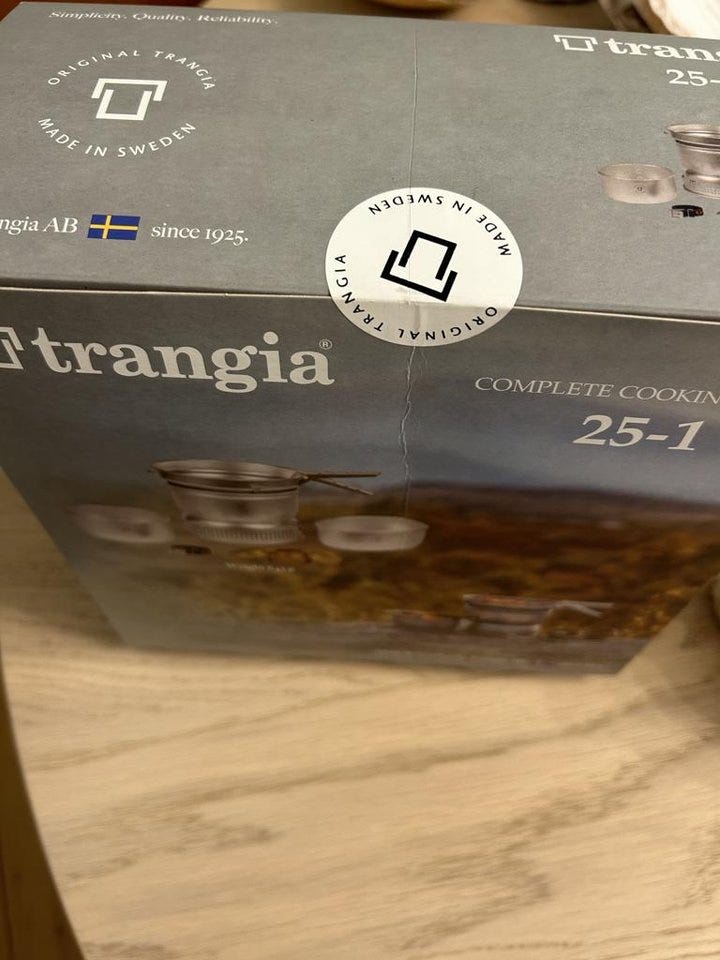 Simplicity. Quality. Reliability.
ORIGINAL TRANGIA
MADE IN SWEDEN
ngia AB since 1925.
trang
25-
ORIGINAL TRANGIA
MADE IN SWEDEN
trangia®
COMPLETE COOKIN
25-1